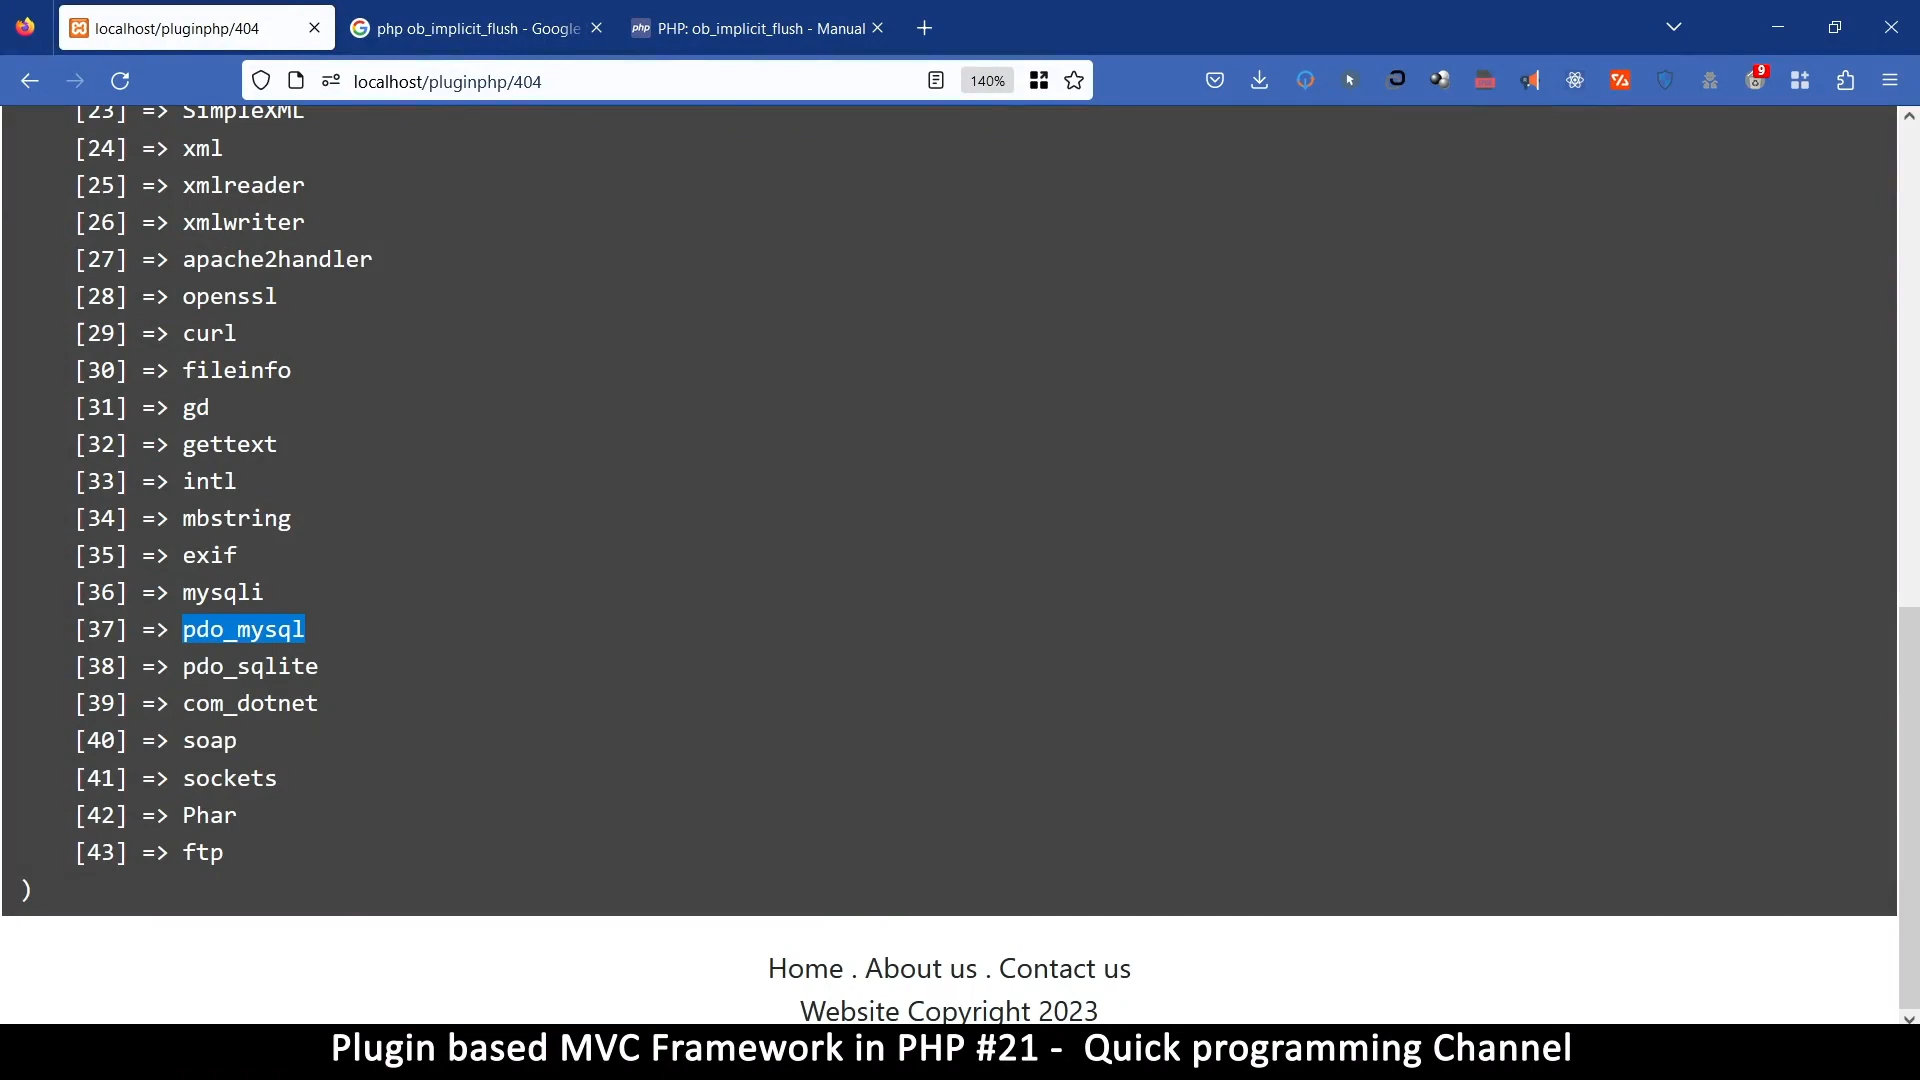 localhost/pluginphp/404
php ob_implicit_flush - Google
php PHP: ob_implicit_flush - Manual
localhost/pluginphp/404
140%
9
[23] => SimpleXML
[24] => xml
[25] => xmlreader
[26] => xmlwriter
[27] => apache2handler
[28] => openssl
[29] => curl
[30] => fileinfo
[31] => gd
[32] => gettext
[33] => intl
[34] => mbstring
[35] => exif
[36] => mysqli
[37] => pdo_mysql
[38] => pdo_sqlite
[39] => com_dotnet
[40] => soap
[41] => sockets
[42] => Phar
[43] => ftp
)
Home . About us . Contact us
Website Copyright 2023
Plugin based MVC Framework in PHP #21 - Quick programming Channel